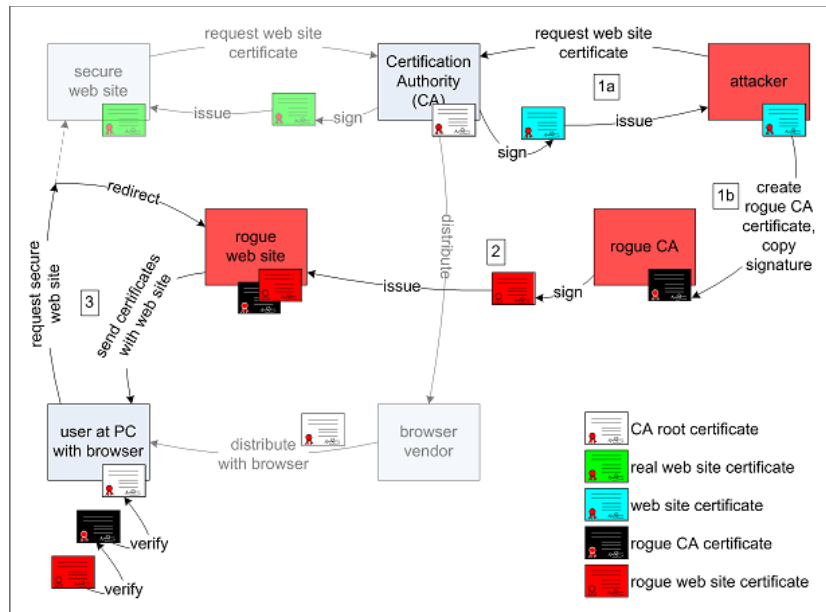 request web site
certificate
secure
web site
issue
sign
Certification
Authority
(CA)
request web site
certificate
1a
attacker
sign
issue
1b
create
rogue CA
certificate,
copy
signature
redirect
rogue
web site
distribute
2
issue
sign
rogue CA
request secure
web site
3
send certificates
with web site
user at PC
with browser
distribute
with browser
browser
vendor
verify
verify
CA root certificate
real web site certificate
web site certificate
rogue CA certificate
rogue web site certificate